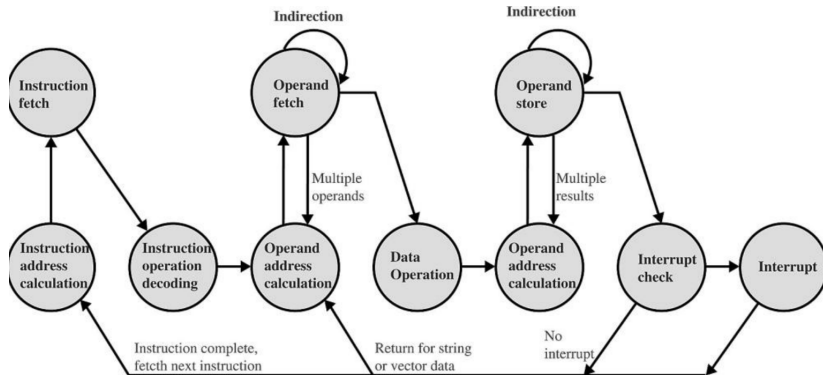 Indirection
Indirection
Instruction
fetch
Operand
fetch
Operand
store
Multiple
operands
Multiple
results
Instruction
address
calculation
Instruction
operation
decoding
Operand
address
calculation
Data
Operation
Operand
address
calculation
Interrupt
check
Interrupt
Instruction complete,
fetcth next instruction
Return for string
or vector data
No
interrupt